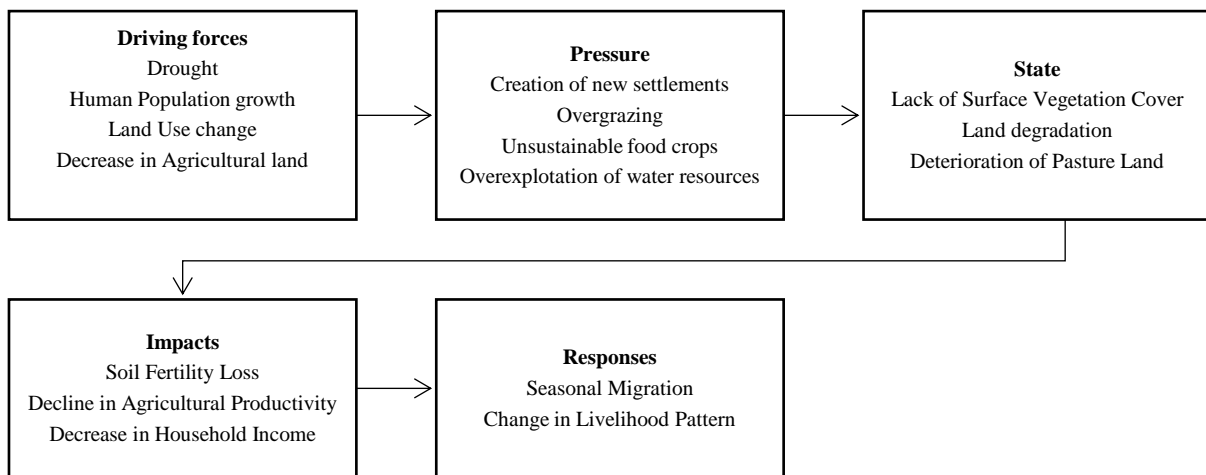 Driving forces
Drought
Human Population growth
Land Use change
Decrease in Agricultural land
Pressure
Creation of new settlements
Overgrazing
Unsustainable food crops
Overexplotation of water resources
State
Lack of Surface Vegetation Cover
Land degradation
Deterioration of Pasture Land
Impacts
Soil Fertility Loss
Decline in Agricultural Productivity
Decrease in Household Income
Responses
Seasonal Migration
Change in Livelihood Pattern